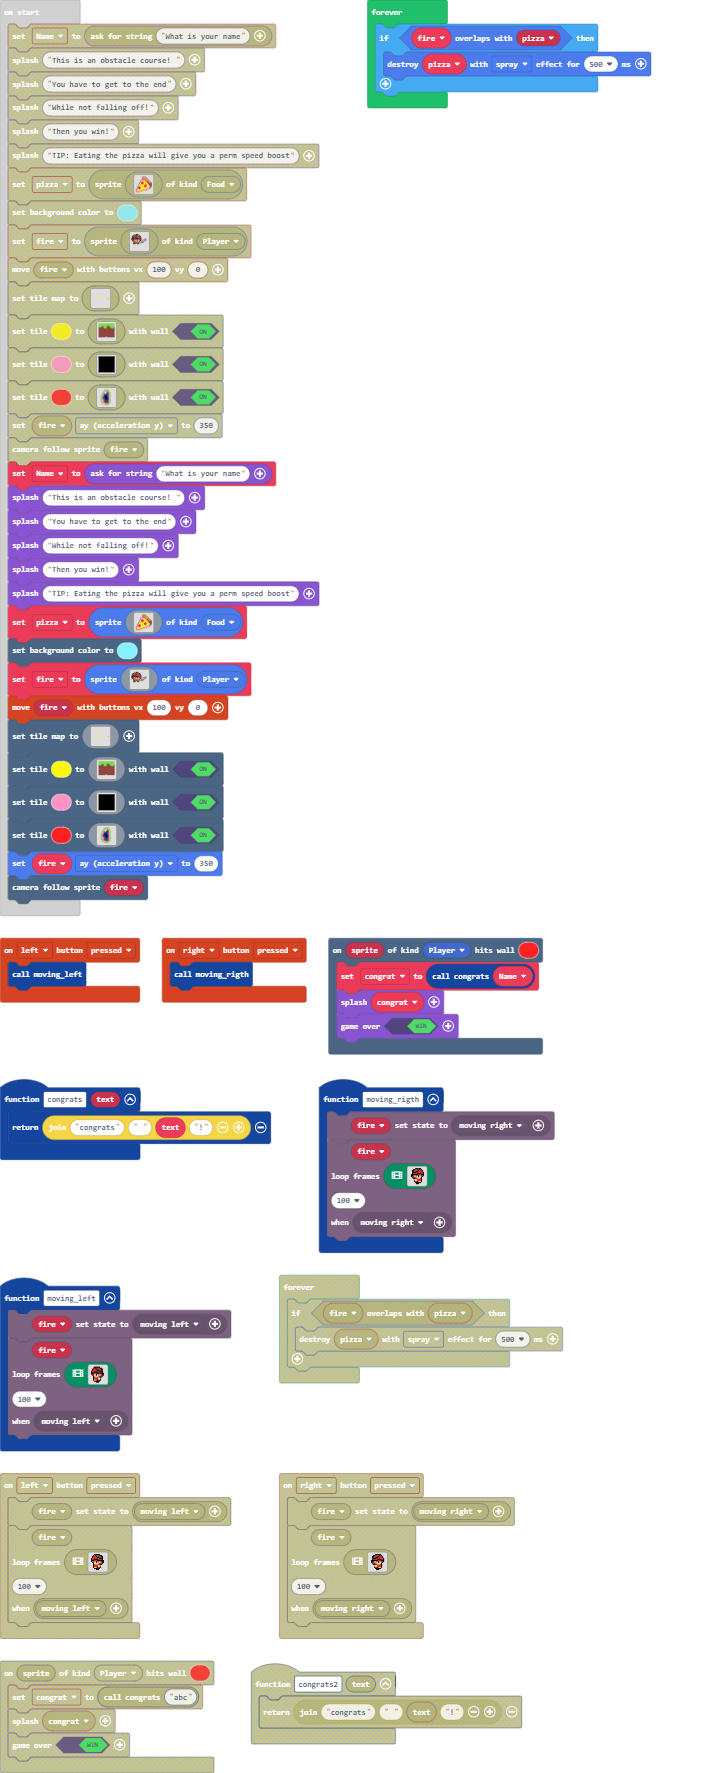 on start
set Name to ask for string "What is your name"
splash "This is an obstacle course! "
splash "You have to get to the end"
splash "While not falling off!"
splash "Then you win!"
splash "TIP: Eating the pizza will give you a perm speed boost"
set pizza to sprite of kind Food
set background color to
set fire to sprite of kind Player
move fire with buttons vx 100 vy 0
set tile map to
set tile to with wall ON
set tile to with wall ON
set tile to with wall ON
set fire ay (acceleration y) to 350
camera follow sprite fire
set Name to ask for string "What is your name"
splash "This is an obstacle course! "
splash "You have to get to the end"
splash "While not falling off!"
splash "Then you win!"
splash "TIP: Eating the pizza will give you a perm speed boost"
set pizza to sprite of kind Food
set background color to
set fire to sprite of kind Player
move fire with buttons vx 100 vy 0
set tile map to
set tile to with wall ON
set tile to with wall ON
set tile to with wall ON
set fire ay (acceleration y) to 350
camera follow sprite fire
forever
if fire overlaps with pizza then
destroy pizza with spray effect for 500 ms
on left button pressed
call moving_left
on right button pressed
call moving_rigth
on sprite of kind Player hits wall
set congrat to call congrats Name
splash congrat
game over WIN
function congrats text
return join "congrats" " " text "!"
function moving_rigth
fire set state to moving right
fire
loop frames
100
when moving right
function moving_left
fire set state to moving left
fire
loop frames
100
when moving left
forever
if fire overlaps with pizza then
destroy pizza with spray effect for 500 ms
on left button pressed
fire set state to moving left
fire
loop frames
100
when moving left
on right button pressed
fire set state to moving right
fire
loop frames
100
when moving right
on sprite of kind Player hits wall
set congrat to call congrats "abc"
splash congrat
game over WIN
function congrats2 text
return join "congrats" " " text "!"